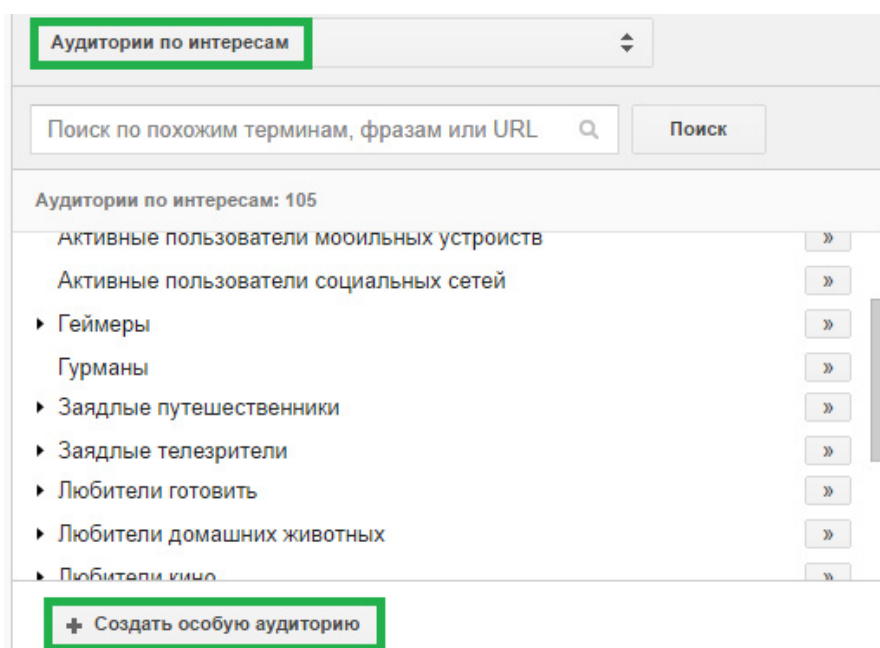 Аудитории по интересам
Поиск по похожим терминам, фразам или URL Поиск
Аудитории по интересам: 105
Активные пользователи мобильных устройств »
Активные пользователи социальных сетей »
Геймеры »
Гурманы »
Заядлые путешественники »
Заядлые телезрители »
Любители готовить »
Любители домашних животных »
Любители кино »
+ Создать особую аудиторию